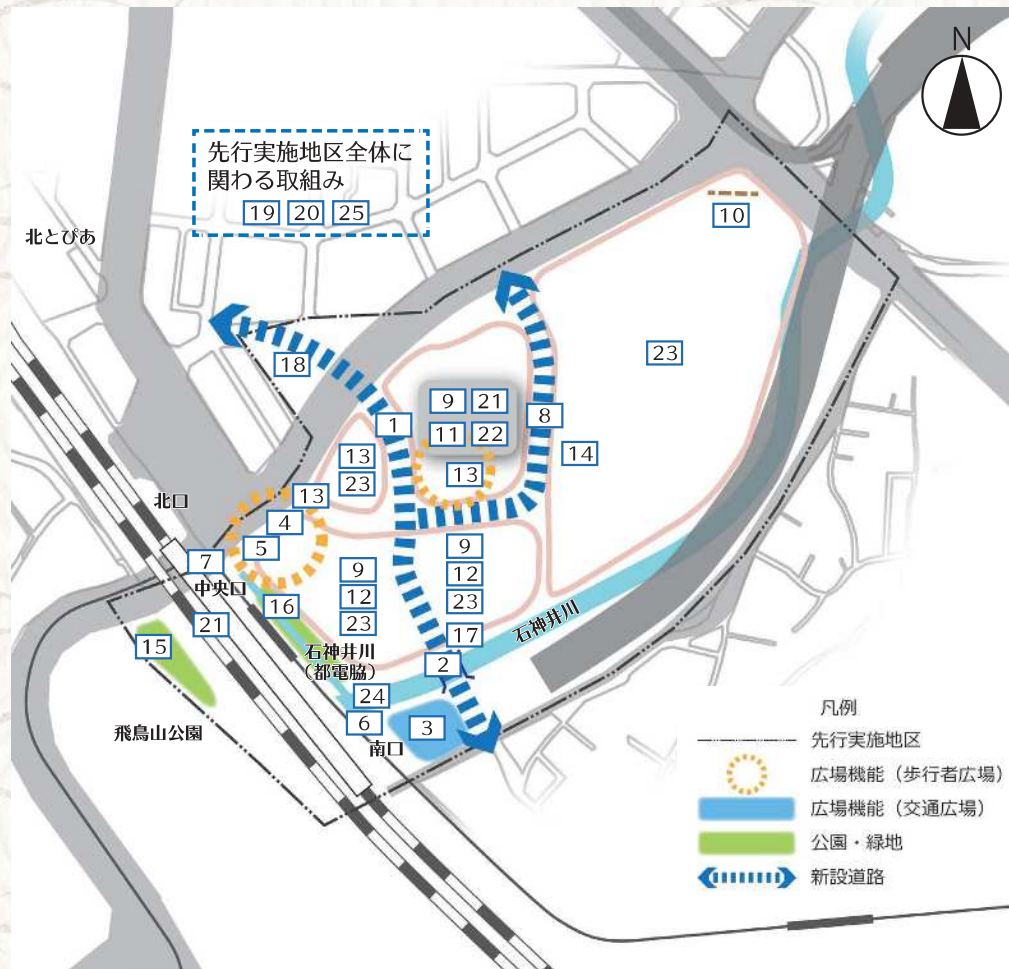 N
先行実施地区全体に
関わる取組み
19 20 25
北とぴあ
10
18
23
9 21
1
8
11 22
13
14
13
23
13
北口
4
5
7
中央口
9
12
23
9
12
23
16
21
15
17
石神井川
石神井川
(都電脇)
2
24
6
3
南口
飛鳥山公園
凡例
先行実施地区
広場機能（歩行者広場）
広場機能（交通広場）
公園・緑地
新設道路